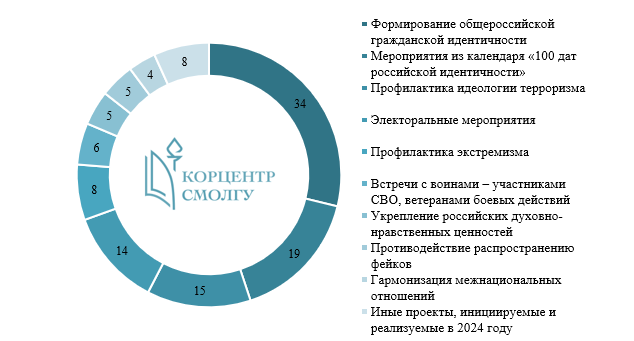 Формирование общероссийской
гражданской идентичности
Мероприятия из календаря «100 дат
российской идентичности»
Профилактика идеологии терроризма
Электоральные мероприятия
Профилактика экстремизма
Встречи с воинами – участниками
СВО, ветеранами боевых действий
Укрепление российских духовно-
нравственных ценностей
Противодействие распространению
фейков
Гармонизация межнациональных
отношений
Иные проекты, инициируемые и
реализуемые в 2024 году
34
19
15
14
8
6
5
5
4
8
КОРЦЕНТР
СМОЛГУ